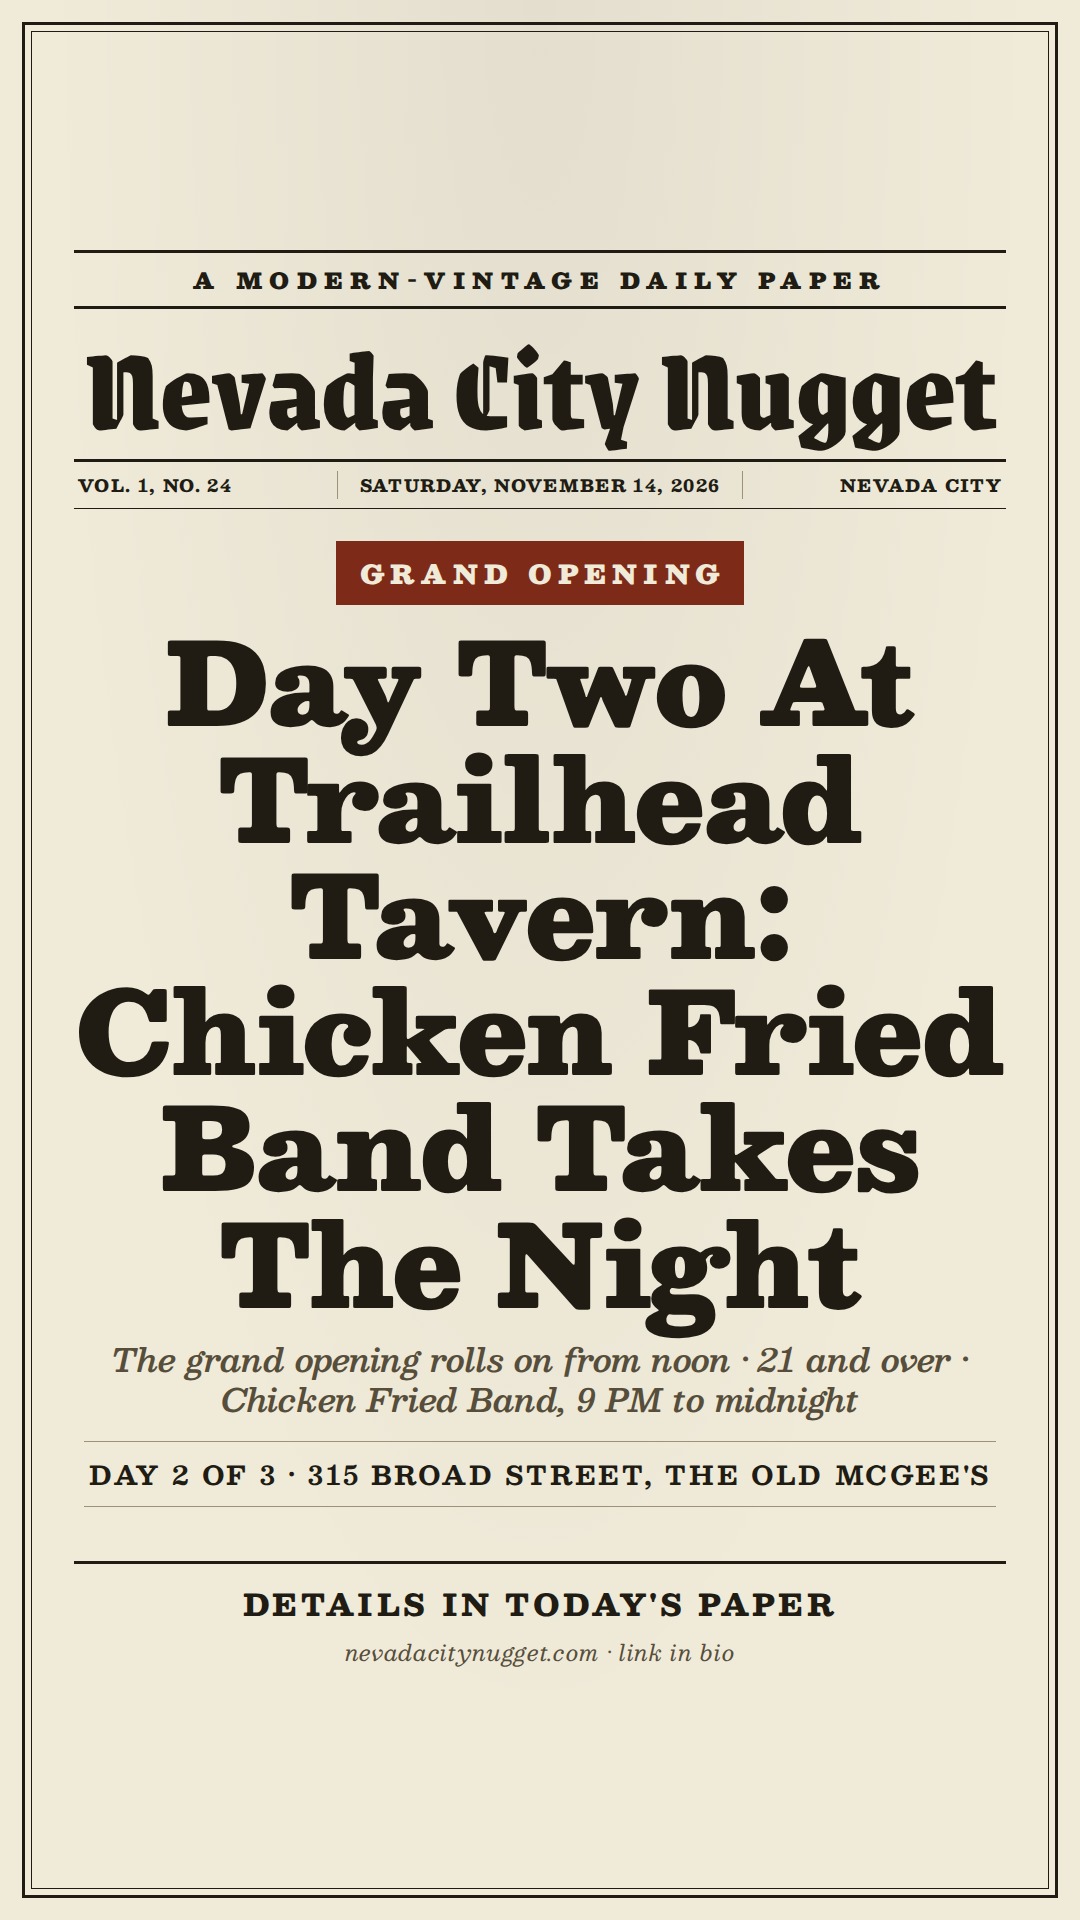 A MODERN-VINTAGE DAILY PAPER
Nevada City Nugget
VOL. 1, NO. 24
SATURDAY, NOVEMBER 14, 2026
NEVADA CITY
GRAND OPENING
Day Two At
Trailhead
Tavern:
Chicken Fried
Band Takes
The Night
The grand opening rolls on from noon · 21 and over ·
Chicken Fried Band, 9 PM to midnight
DAY 2 OF 3 · 315 BROAD STREET, THE OLD MCGEE'S
DETAILS IN TODAY'S PAPER
nevadacitynugget.com · link in bio